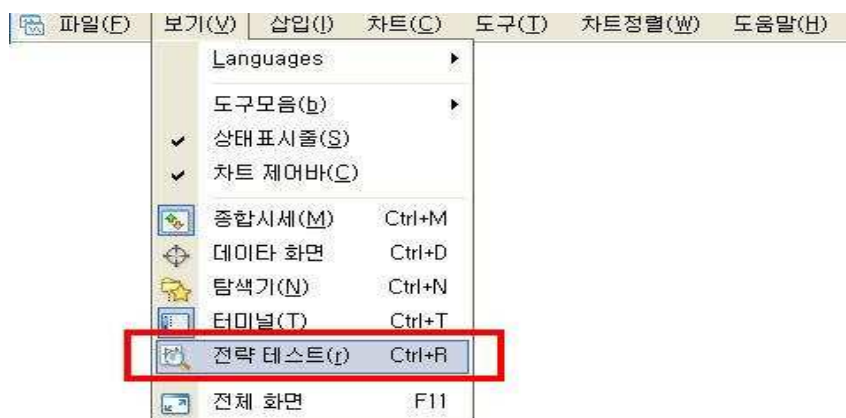 파일(F) 보기(V) 삽입(I) 차트(C) 도구(T) 차트정렬(W) 도움말(H)
Languages
도구모음(b)
상태 표시줄(S)
차트 제어바(C)
종합시세(M) Ctrl+M
데이타 화면 Ctrl+D
탐색기(N) Ctrl+N
터미널(T) Ctrl+T
전략 테스트(r) Ctrl+R
전체 화면 F11